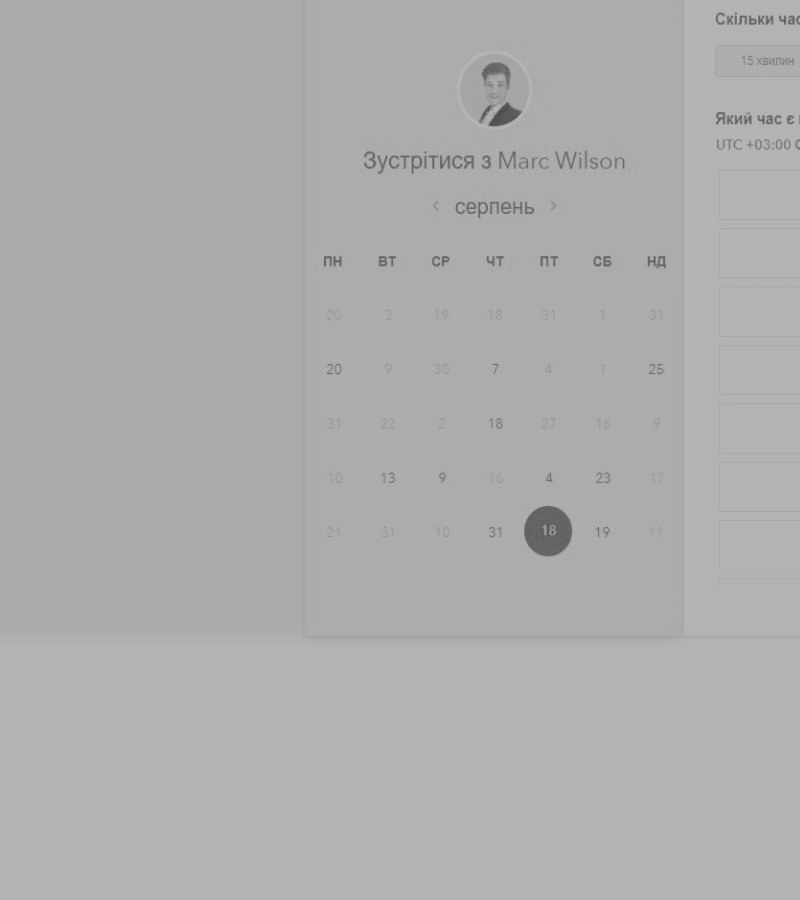 Скільки час
15 хвилин
Зустрітися з Marc Wilson
серпень
ПН ВТ СР ЧТ ПТ СБ НД
20 3 19 18 31 1 31
20 9 30 7 4 1 25
31 22 2 18 27 16 9
10 13 9 16 4 23 17
21 31 10 31 18 19 11
Який час є
UTC +03:00